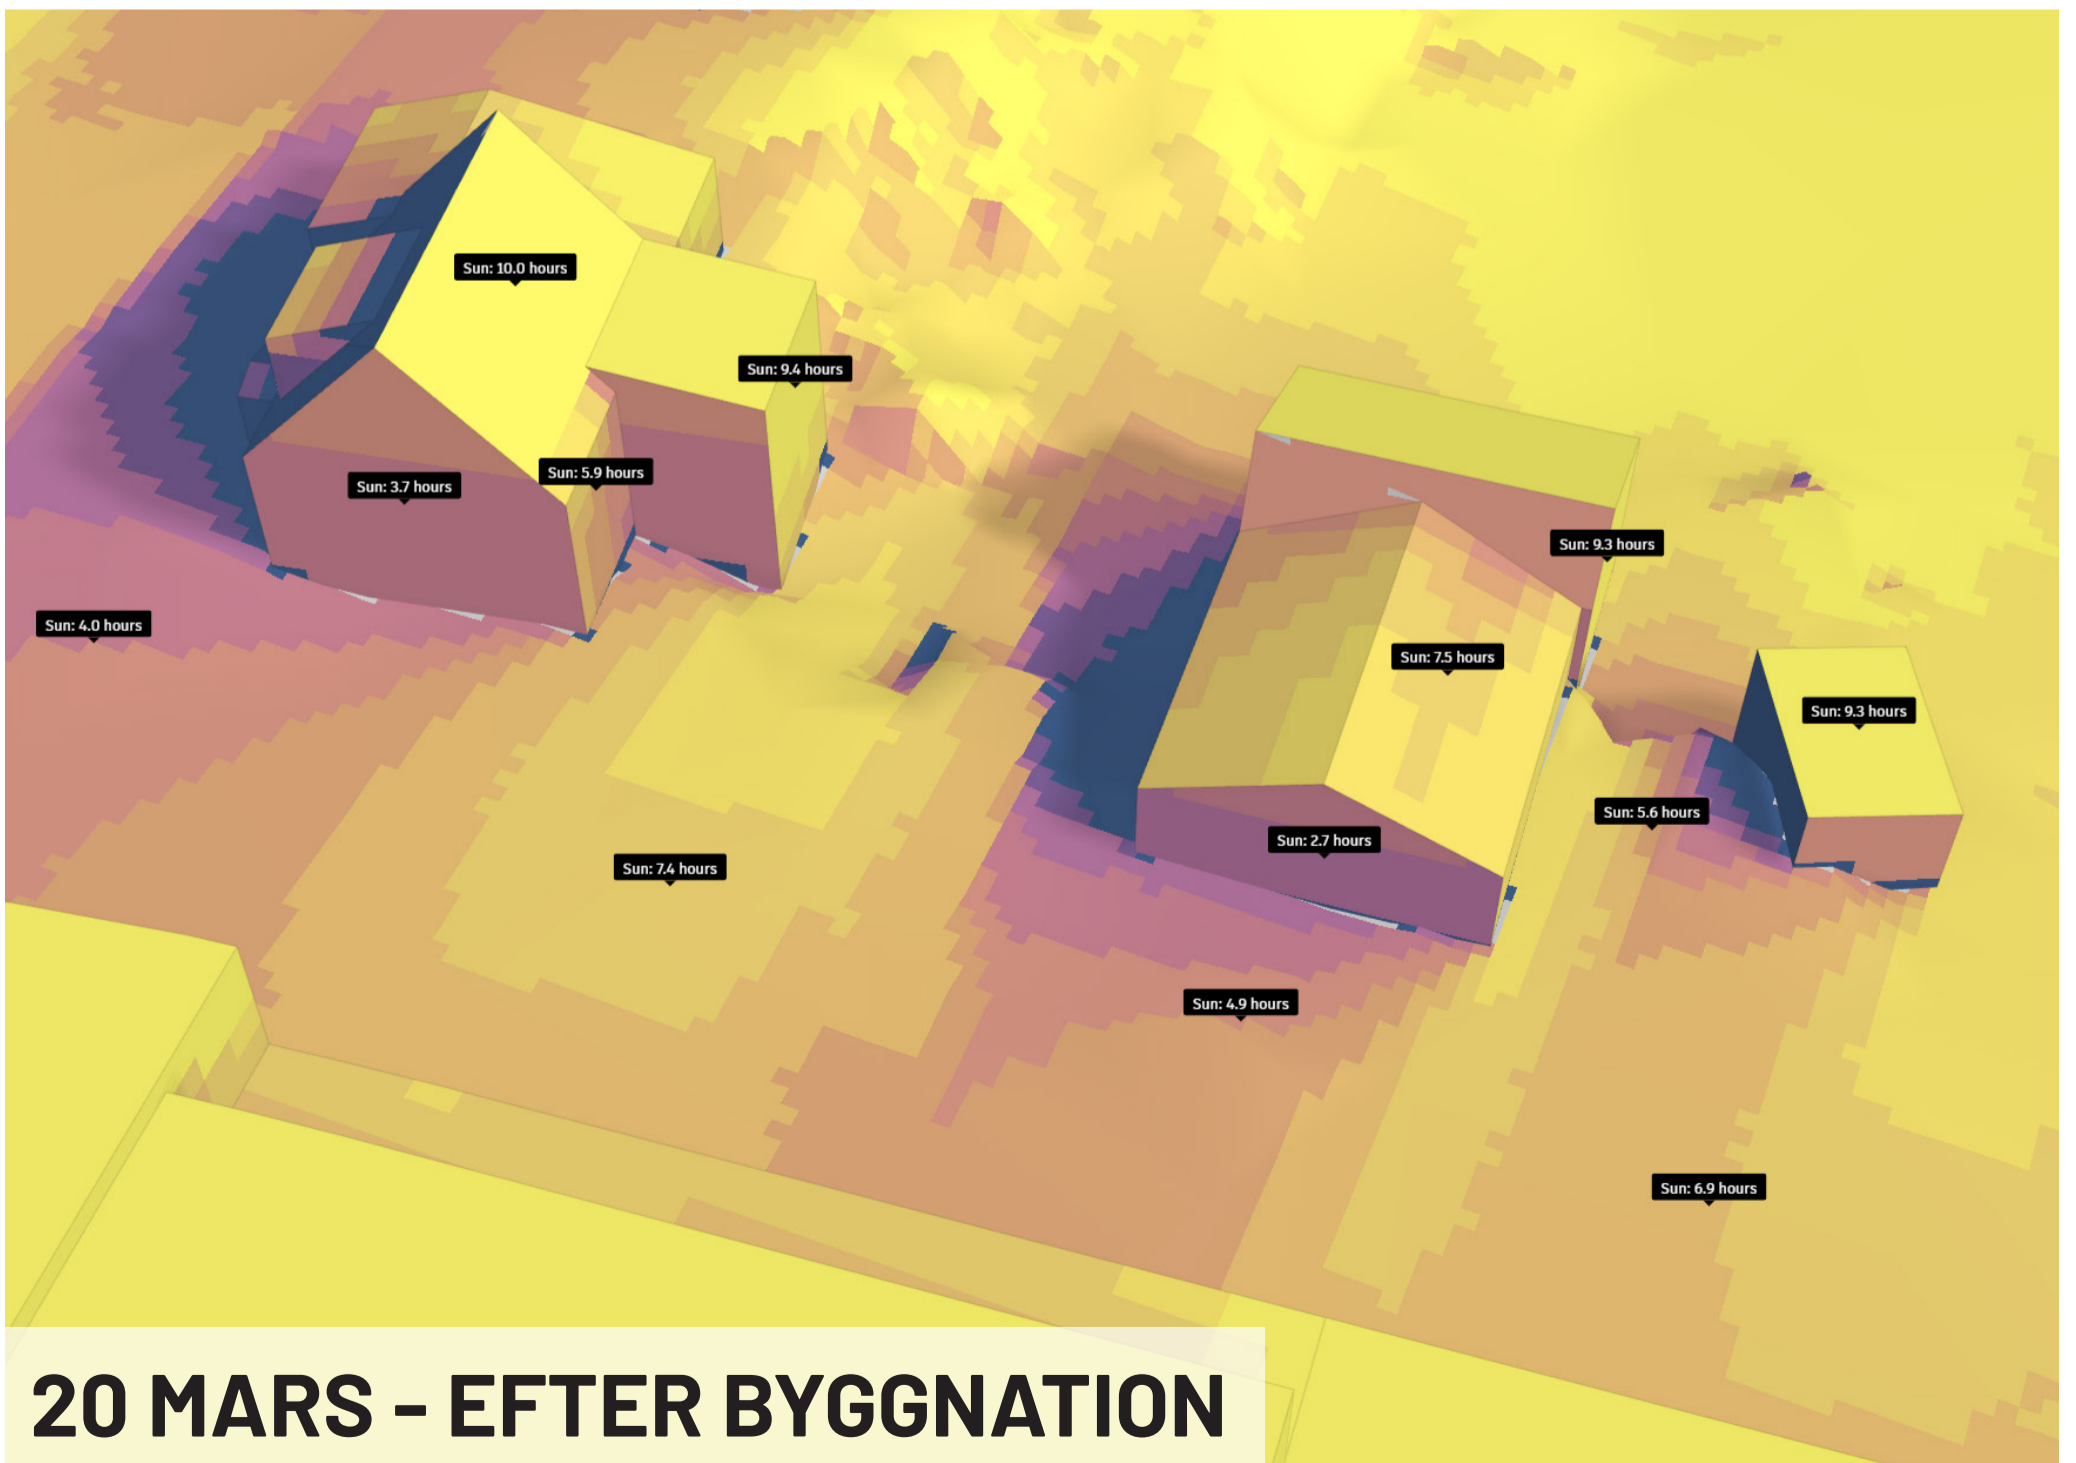 Sun: 10.0 hours
Sun: 9.4 hours
Sun: 5.9 hours
Sun: 3.7 hours
Sun: 9.3 hours
Sun: 4.0 hours
Sun: 7.5 hours
Sun: 9.3 hours
Sun: 5.6 hours
Sun: 2.7 hours
Sun: 7.4 hours
Sun: 4.9 hours
Sun: 6.9 hours
20 MARS - EFTER BYGGNATION